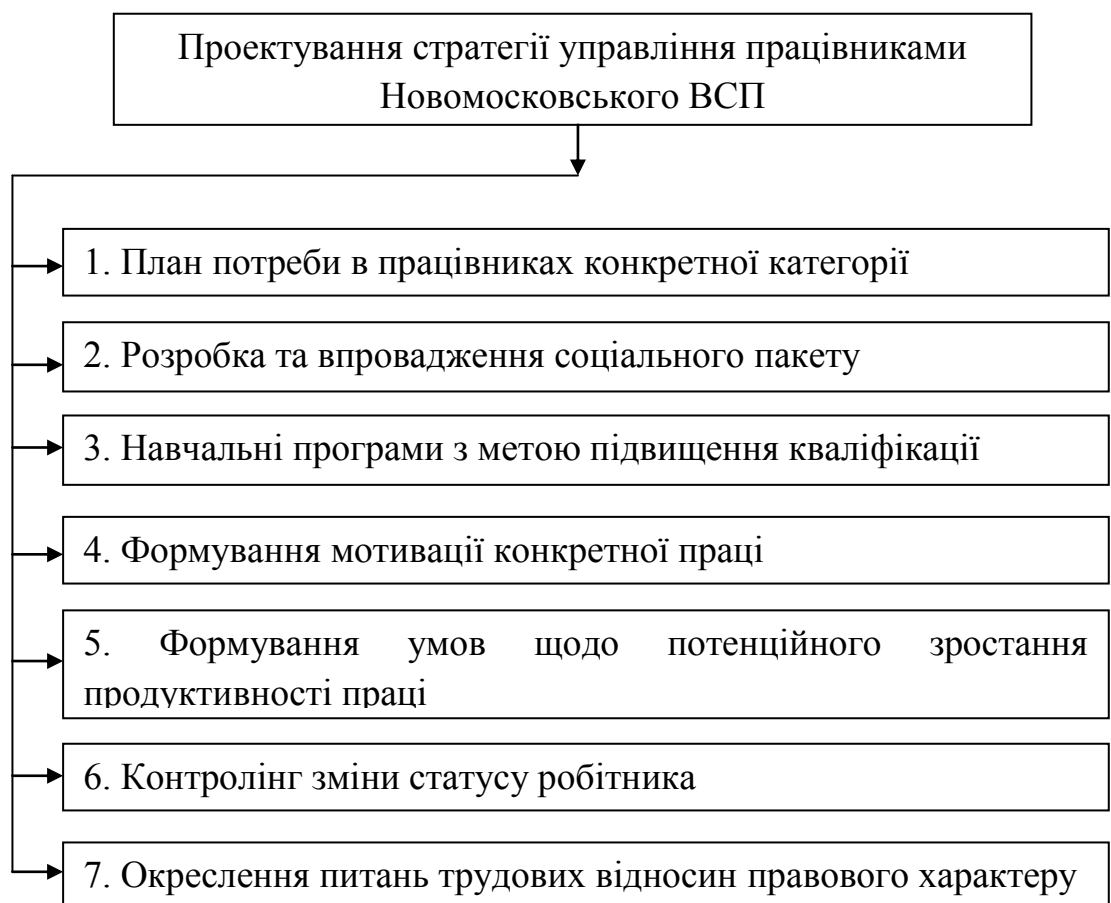 Проектування стратегії управління працівниками
Новомосковського ВСП
1. План потреби в працівниках конкретної категорії
2. Розробка та впровадження соціального пакету
3. Навчальні програми з метою підвищення кваліфікації
4. Формування мотивації конкретної праці
5. Формування умов щодо потенційного зростання
продуктивності праці
6. Контролінг зміни статусу робітника
7. Окреслення питань трудових відносин правового характеру